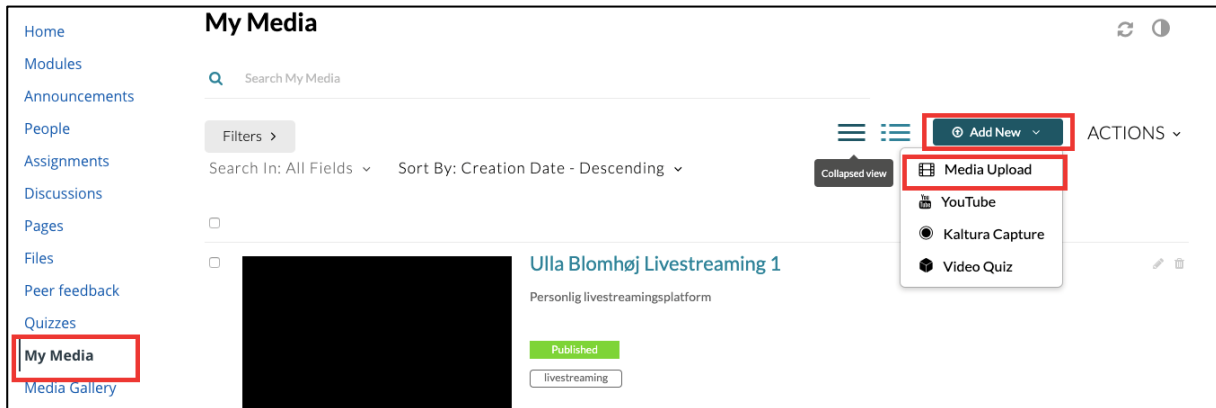 Home
Modules
Announcements
People
Assignments
Discussions
Pages
Files
Peer feedback
Quizzes
My Media
Media Gallery
My Media
Search My Media
Filters >
Add New
ACTIONS
Search In: All Fields
Sort By: Creation Date - Descending
Collapsed view
Media Upload
YouTube
Kaltura Capture
Video Quiz
Ulla Blomhøj Livestreaming 1
Personlig livestreamingsplatform
Published
livestreaming